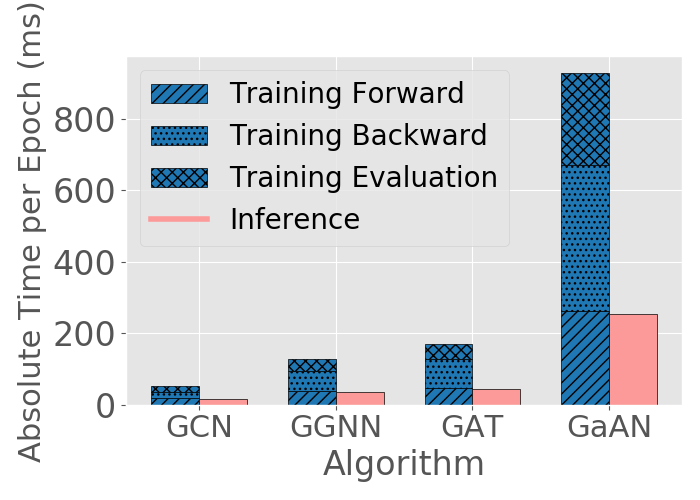 Absolute Time per Epoch (ms)
800
600
400
200
0
Training Forward
Training Backward
Training Evaluation
Inference
GCN GGNN GAT GaAN
Algorithm